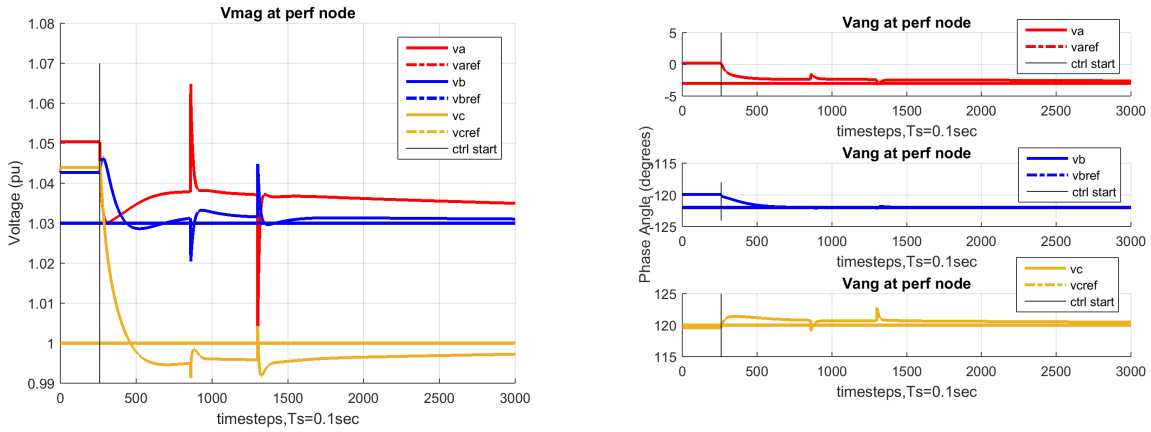 Vmag at perf node
1.08
1.07
1.06
1.05
1.04
1.03
1.02
1.01
1
0.99
Voltage (pu)
0 500 1000 1500 2000 2500 3000
timesteps,Ts=0.1sec
va
varef
vb
vbref
vc
vcref
ctrl start
Vang at perf node
5
0
-5
0 500 1000 1500 2000 2500 3000
timesteps,Ts=0.1sec
va
varef
ctrl start
Phase Angle (degrees)
Vang at perf node
-115
-120
-125
0 500 1000 1500 2000 2500 3000
timesteps,Ts=0.1sec
vb
vbref
ctrl start
Vang at perf node
125
120
115
0 500 1000 1500 2000 2500 3000
timesteps,Ts=0.1sec
vc
vcref
ctrl start